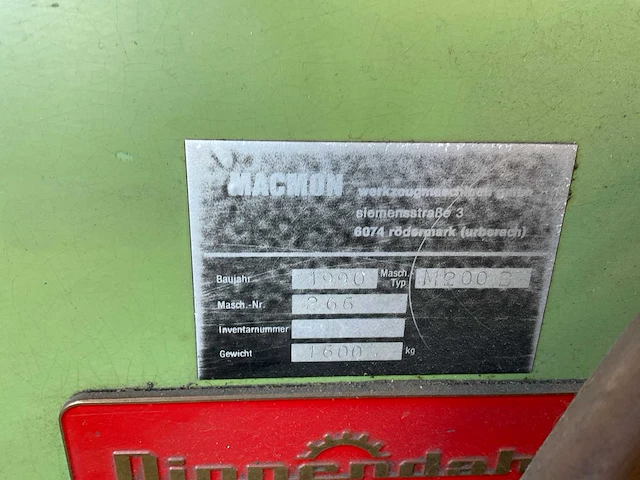 MACMON werkzeugmaschinen gmbh
siemensstraße 3
6074 rödermark (urberach)
Baujahr 1990 Masch.-Typ M200
Masch.-Nr. 266
Inventarnummer
Gewicht 1600 kg
Dippendahl